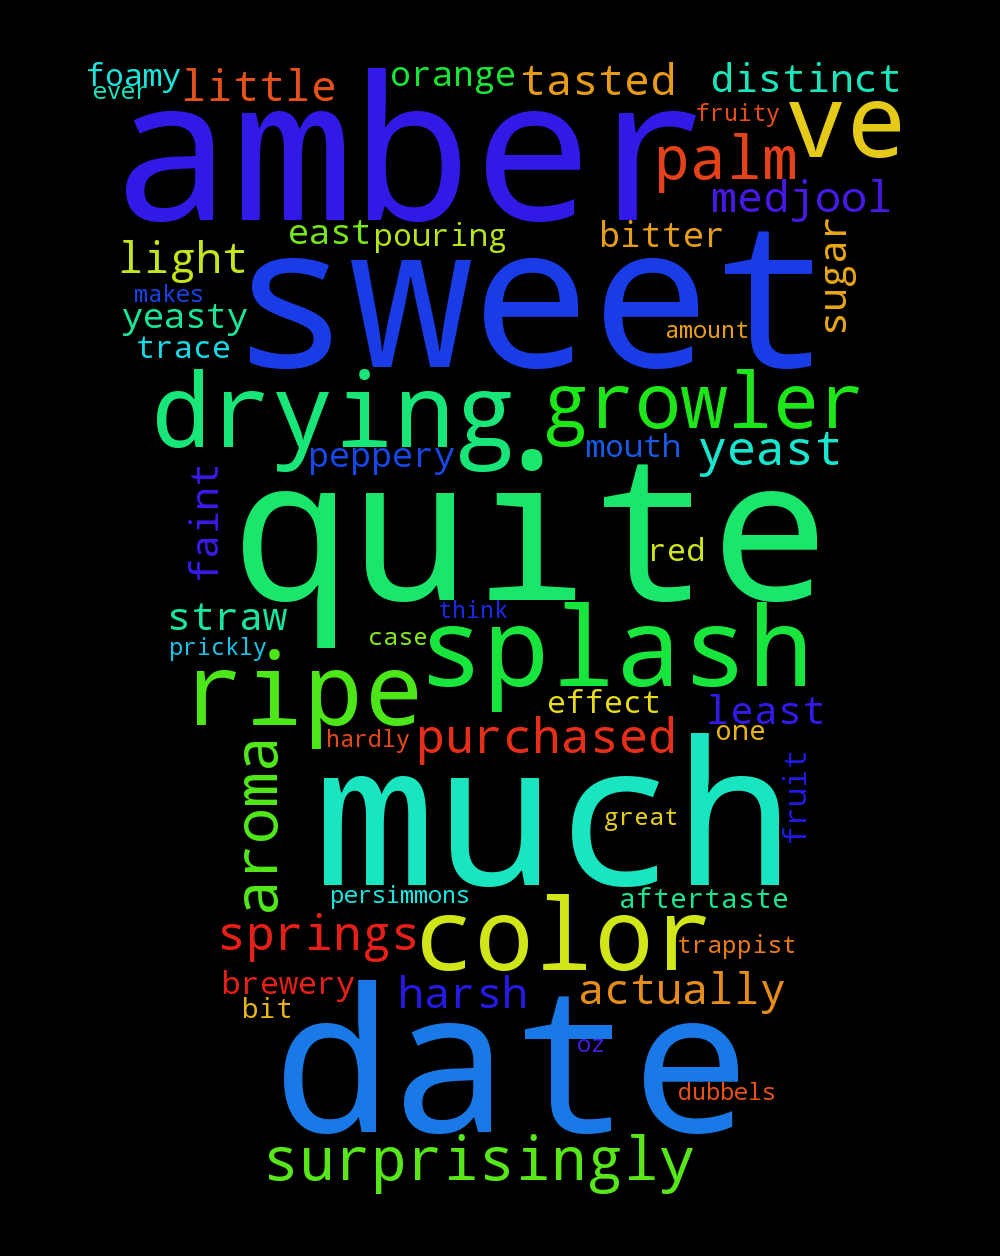 foamy
ever
little
orange
tasted
distinct
amber
fruity
ve
palm
medjool
east
pouring
bitter
sugar
light
sweet
makes
yeasty
trace
amount
drying
growler
peppery
mouth
yeast
faint
quite
red
straw
think
prickly
case
splash
ripe
effect
least
hardly
purchased
one
aroma
much
fruit
great
persimmons
aftertaste
springs
color
trappist
brewery
bit
harsh
actually
date
oz
dubbels
surprisingly